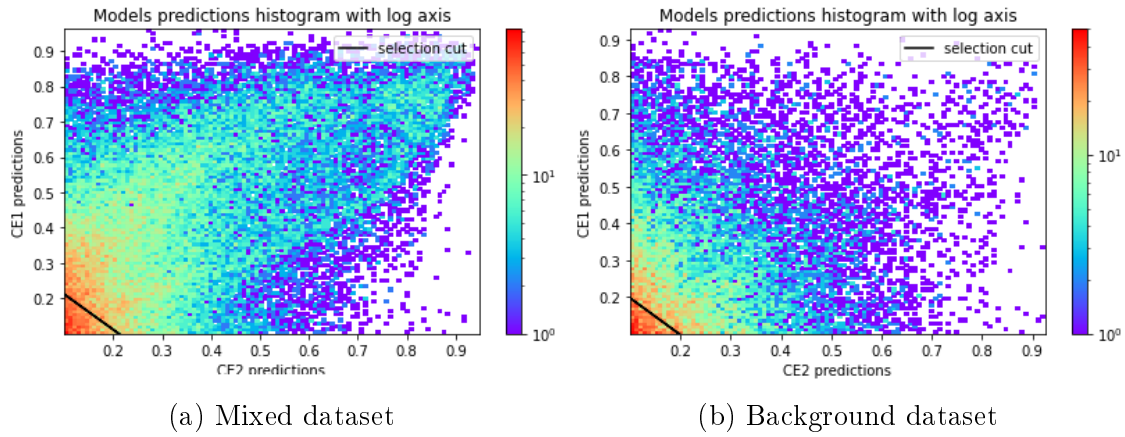 Models predictions histogram with log axis
selection cut
CE1 predictions
0.9
0.8
0.7
0.6
0.5
0.4
0.3
0.2
0.2 0.3 0.4 0.5 0.6 0.7 0.8 0.9
CE2 predictions
10¹
10⁰
(a) Mixed dataset
Models predictions histogram with log axis
selection cut
CE1 predictions
0.9
0.8
0.7
0.6
0.5
0.4
0.3
0.2
0.2 0.3 0.4 0.5 0.6 0.7 0.8 0.9
CE2 predictions
10¹
10⁰
(b) Background dataset